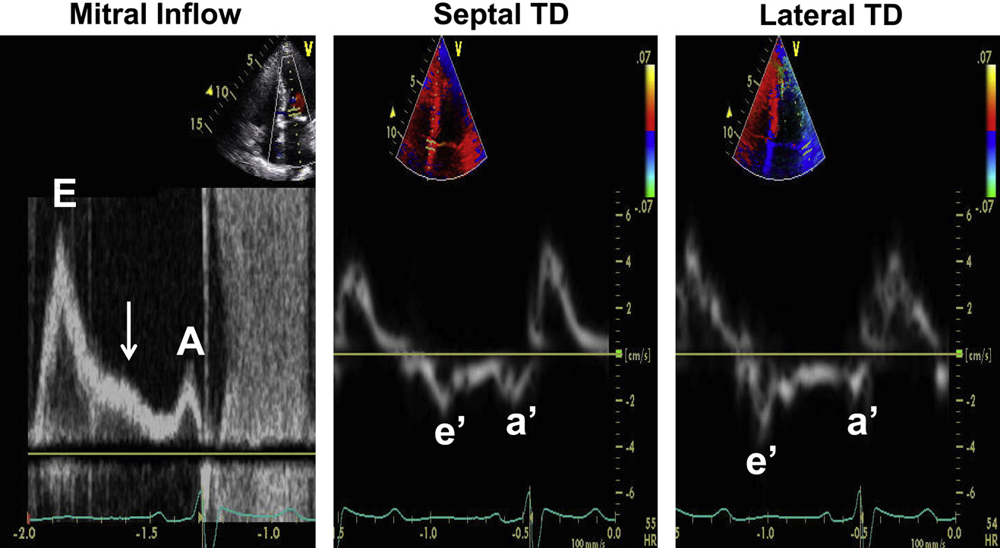 Mitral Inflow
Septal TD
Lateral TD
V
5
10
15
E
A
-2.0
-1.5
-1.0
V
5
10
.07
-.07
6
4
2
[cm/s]
-2
-4
-6
e’
a’
-1.0
-0.5
0.0
100 mm/s
55
HR
V
5
10
.07
-.07
6
4
2
[cm/s]
-2
-4
-6
e’
a’
5
-1.0
-0.5
0.0
100 mm/s
54
HR